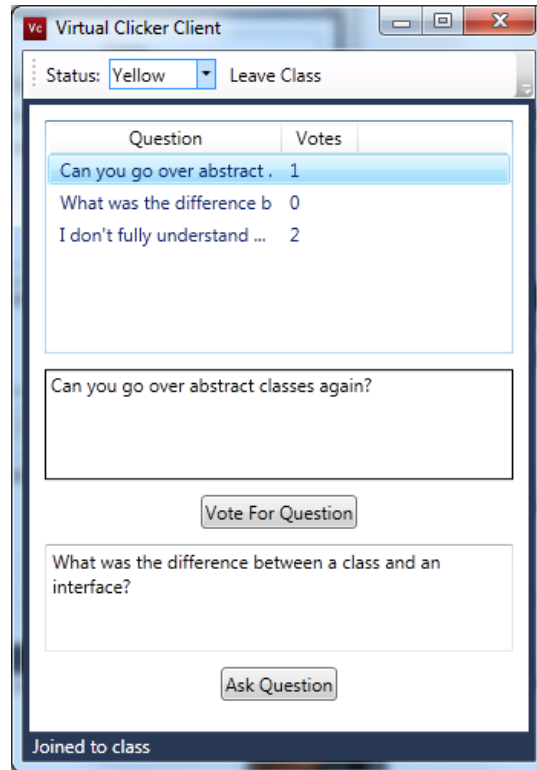 Vc Virtual Clicker Client
Status: Yellow Leave Class
Question Votes
Can you go over abstract . 1
What was the difference b 0
I don't fully understand ... 2
Can you go over abstract classes again?
Vote For Question
What was the difference between a class and an
interface?
Ask Question
Joined to class